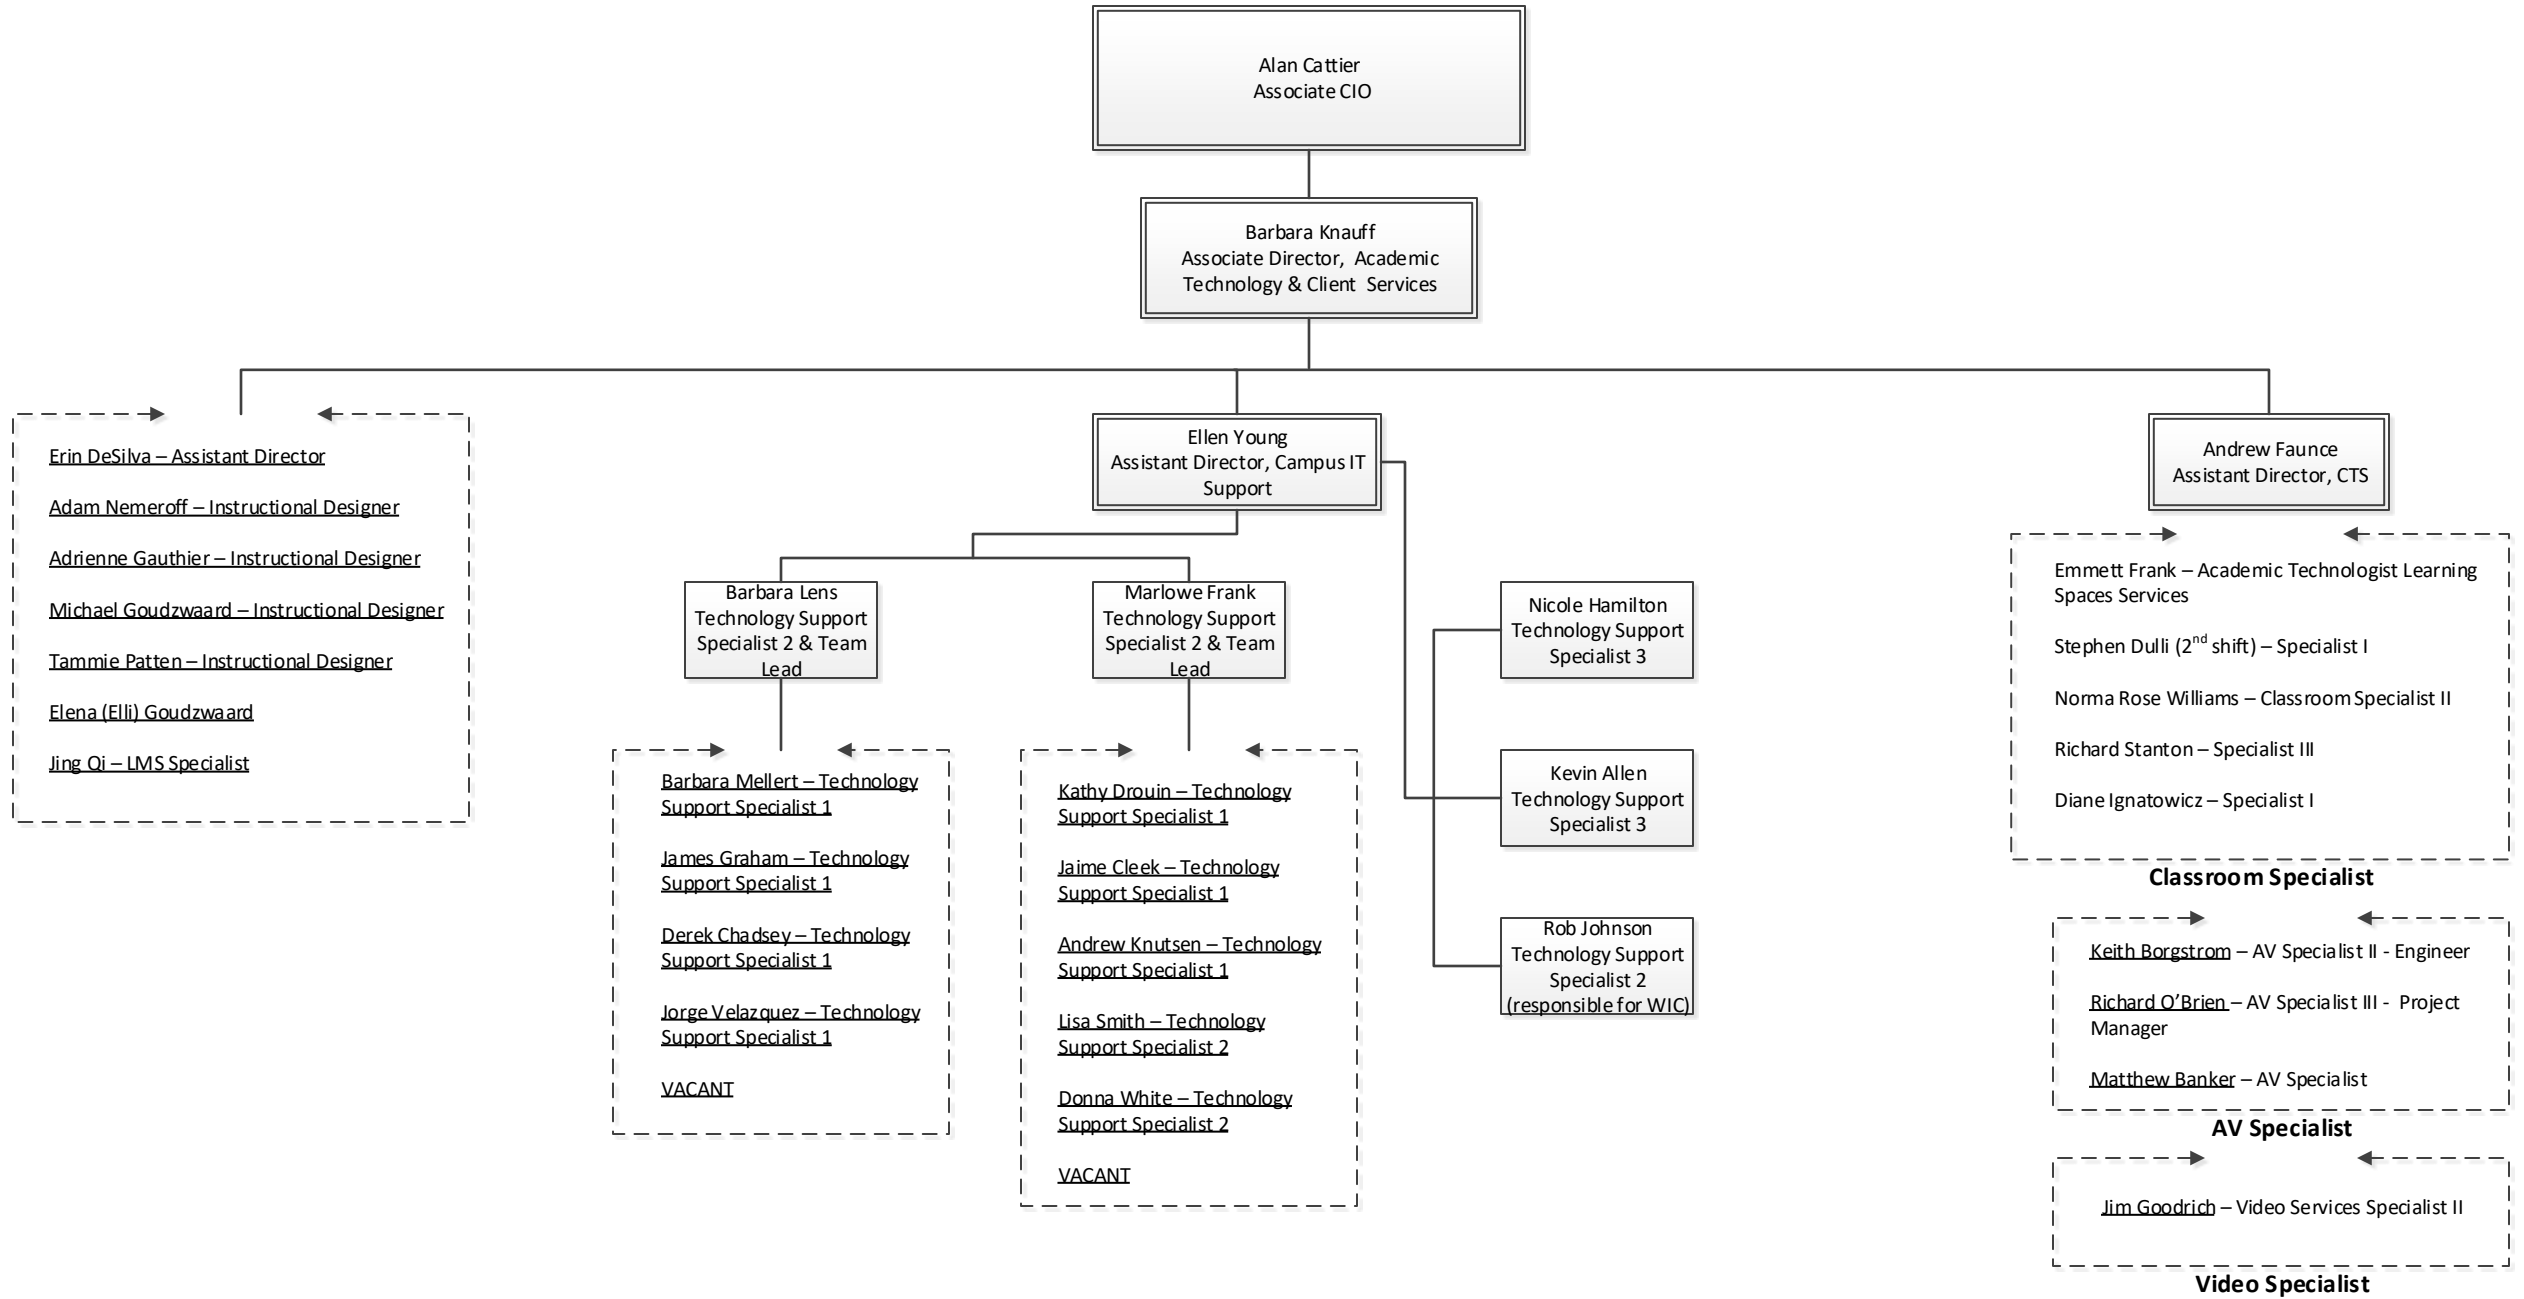 Alan Cattier
Associate CIO
Barbara Knauff
Associate Director,  Academic
Technology & Client  Services
Erin DeSilva – Assistant Director
Adam Nemeroff – Instructional Designer
Adrienne Gauthier – Instructional Designer
Michael Goudzwaard – Instructional Designer
Tammie Patten – Instructional Designer
Elena (Elli) Goudzwaard
Jing Qi – LMS Specialist
Ellen Young
Assistant Director, Campus IT
Support
Barbara Lens
Technology Support
Specialist 2 & Team
Lead
Barbara Mellert – Technology
Support Specialist 1
James Graham – Technology
Support Specialist 1
Derek Chadsey – Technology
Support Specialist 1
Jorge Velazquez – Technology
Support Specialist 1
VACANT
Marlowe Frank
Technology Support
Specialist 2 & Team
Lead
Kathy Drouin – Technology
Support Specialist 1
Jaime Cleek – Technology
Support Specialist 1
Andrew Knutsen – Technology
Support Specialist 1
Lisa Smith – Technology
Support Specialist 2
Donna White – Technology
Support Specialist 2
VACANT
Nicole Hamilton
Technology Support
Specialist 3
Kevin Allen
Technology Support
Specialist 3
Rob Johnson
Technology Support
Specialist 2
(responsible for WIC)
Andrew Faunce
Assistant Director, CTS
Emmett Frank – Academic Technologist Learning
Spaces Services
Stephen Dulli (2nd shift) – Specialist I
Norma Rose Williams – Classroom Specialist II
Richard Stanton – Specialist III
Diane Ignatowicz – Specialist I
Classroom Specialist
Keith Borgstrom – AV Specialist II - Engineer
Richard O’Brien – AV Specialist III -  Project
Manager
Matthew Banker – AV Specialist
AV Specialist
Jim Goodrich – Video Services Specialist II
Video Specialist